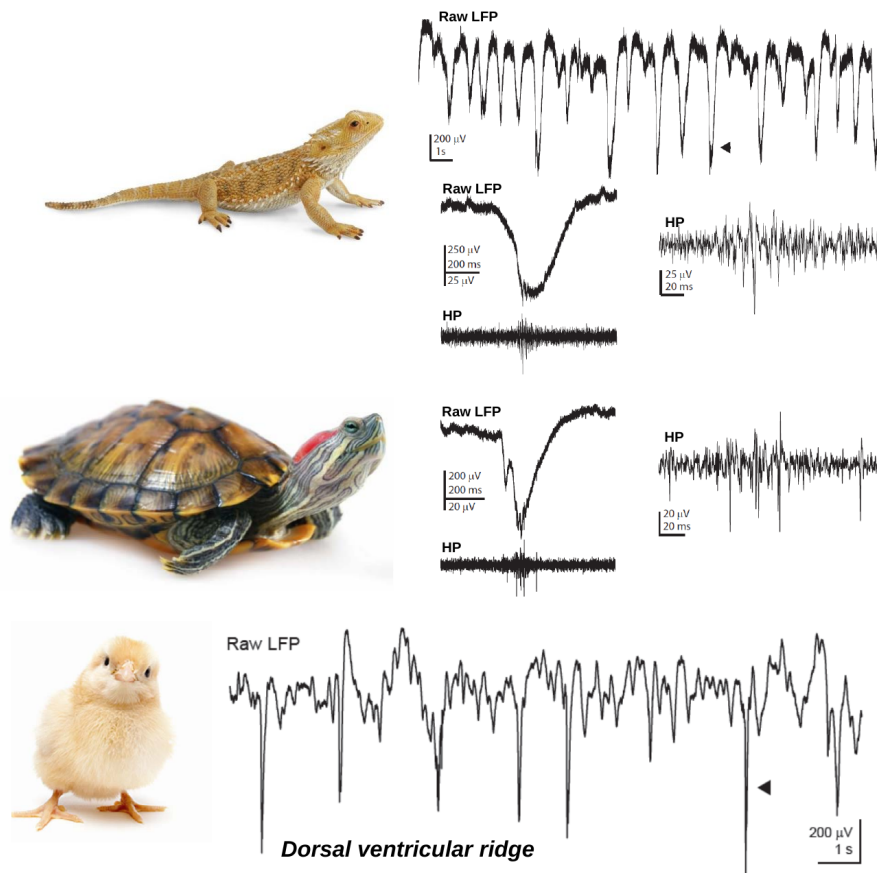 Raw LFP
200 µV
1s
Raw LFP
250 µV
200 ms
25 µV
HP
HP
25 µV
20 ms
Raw LFP
200 µV
200 ms
20 µV
HP
HP
20 µV
20 ms
Raw LFP
200 µV
1 s
Dorsal ventricular ridge